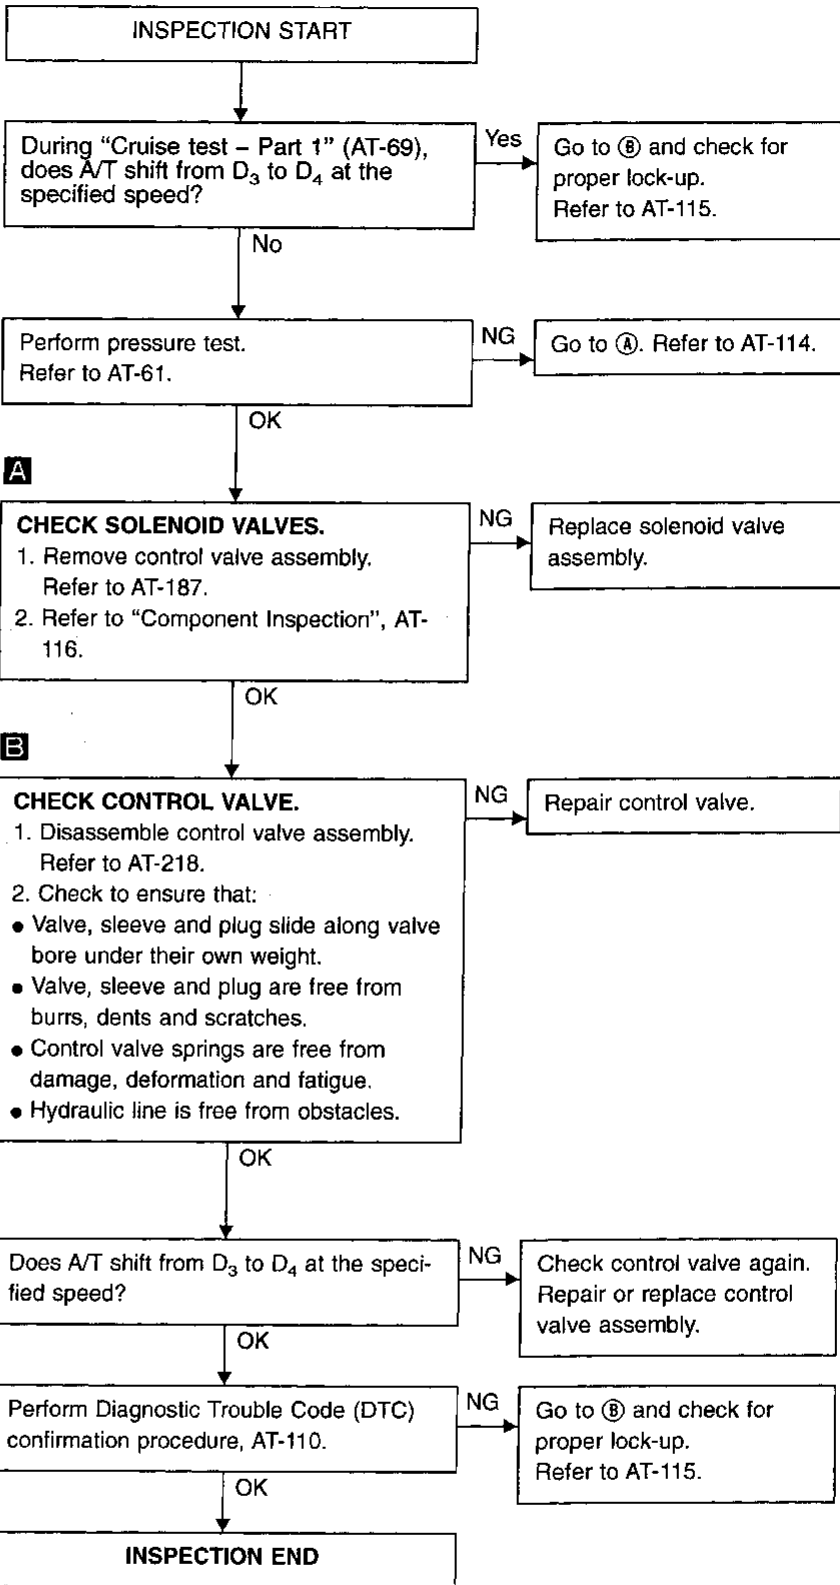 INSPECTION START
During “Cruise test – Part 1” (AT-69),
does A/T shift from D3 to D4 at the
specified speed?
Yes
Go to Ⓑ and check for
proper lock-up.
Refer to AT-115.
No
Perform pressure test.
Refer to AT-61.
NG
Go to Ⓐ. Refer to AT-114.
OK
A
CHECK SOLENOID VALVES.
1. Remove control valve assembly.
Refer to AT-187.
2. Refer to “Component Inspection”, AT-
116.
NG
Replace solenoid valve
assembly.
OK
B
CHECK CONTROL VALVE.
1. Disassemble control valve assembly.
Refer to AT-218.
2. Check to ensure that:
● Valve, sleeve and plug slide along valve
bore under their own weight.
● Valve, sleeve and plug are free from
burrs, dents and scratches.
● Control valve springs are free from
damage, deformation and fatigue.
● Hydraulic line is free from obstacles.
NG
Repair control valve.
OK
Does A/T shift from D3 to D4 at the speci-
fied speed?
NG
Check control valve again.
Repair or replace control
valve assembly.
OK
Perform Diagnostic Trouble Code (DTC)
confirmation procedure, AT-110.
NG
Go to Ⓑ and check for
proper lock-up.
Refer to AT-115.
OK
INSPECTION END